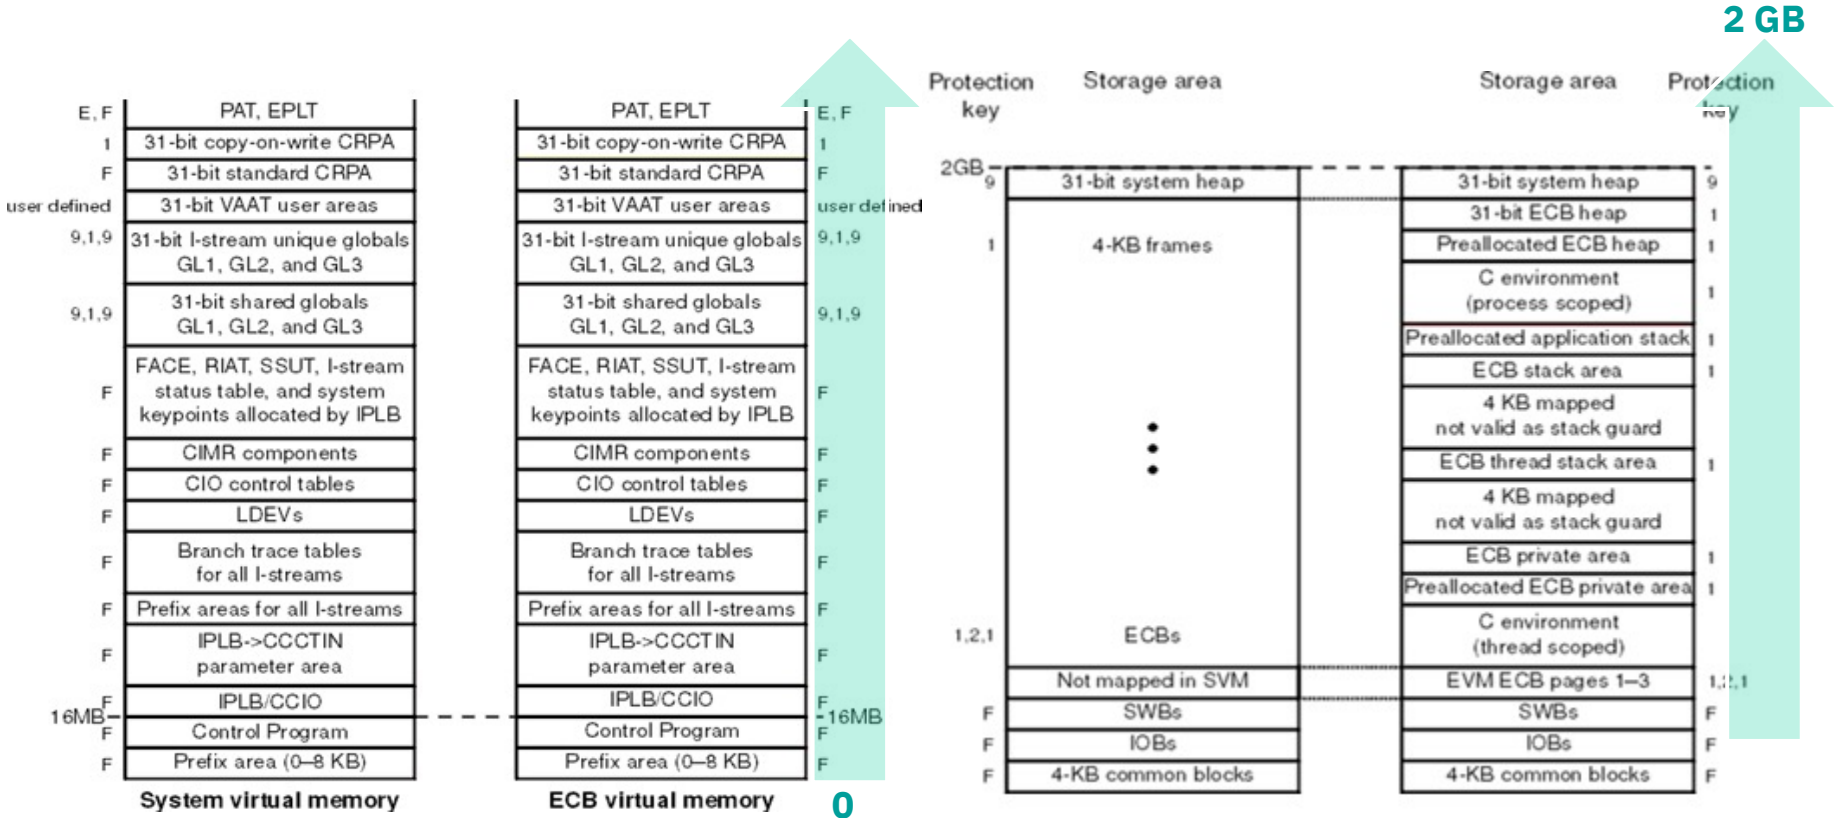 2 GB
E, F
PAT, EPLT
PAT, EPLT
E, F
1
31-bit copy-on-write CRPA
31-bit copy-on-write CRPA
1
F
31-bit standard CRPA
31-bit standard CRPA
F
user defined
31-bit VAAT user areas
31-bit VAAT user areas
user defined
9,1,9
31-bit I-stream unique globals
GL1, GL2, and GL3
31-bit I-stream unique globals
GL1, GL2, and GL3
9,1,9
9,1,9
31-bit shared globals
GL1, GL2, and GL3
31-bit shared globals
GL1, GL2, and GL3
9,1,9
F
FACE, RIAT, SSUT, I-stream
status table, and system
keypoints allocated by IPLB
FACE, RIAT, SSUT, I-stream
status table, and system
keypoints allocated by IPLB
F
F
CIMR components
CIMR components
F
F
CIO control tables
CIO control tables
F
F
LDEVs
LDEVs
F
F
Branch trace tables
for all I-streams
Branch trace tables
for all I-streams
F
F
Prefix areas for all I-streams
Prefix areas for all I-streams
F
F
IPLB->CCCTIN
parameter area
IPLB->CCCTIN
parameter area
F
F
IPLB/CCIO
IPLB/CCIO
F
16MB
16MB
F
Control Program
Control Program
F
F
Prefix area (0–8 KB)
Prefix area (0–8 KB)
F
System virtual memory
ECB virtual memory
0
Protection
key
Storage area
Storage area
Protection
key
2GB
9
31-bit system heap
31-bit system heap
9
31-bit ECB heap
1
1
4-KB frames
Preallocated ECB heap
1
C environment
(process scoped)
1
Preallocated application stack
1
ECB stack area
1
4 KB mapped
not valid as stack guard
ECB thread stack area
1
4 KB mapped
not valid as stack guard
ECB private area
1
Preallocated ECB private area
1
1,2,1
ECBs
C environment
(thread scoped)
Not mapped in SVM
EVM ECB pages 1–3
1,2,1
F
SWBs
SWBs
F
F
IOBs
IOBs
F
F
4-KB common blocks
4-KB common blocks
F